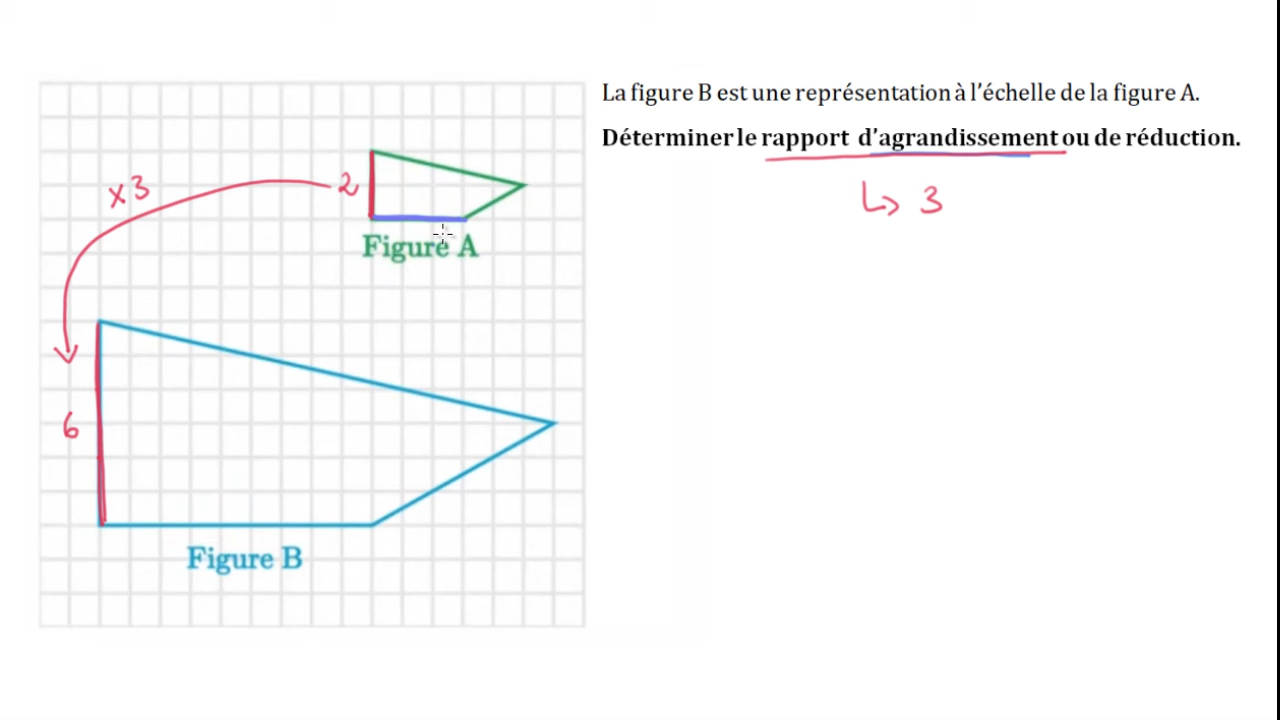 La figure B est une représentation à l'échelle de la figure A.
Déterminer le rapport d'agrandissement ou de réduction.
↳ 3
x3
2
Figure A
6
Figure B